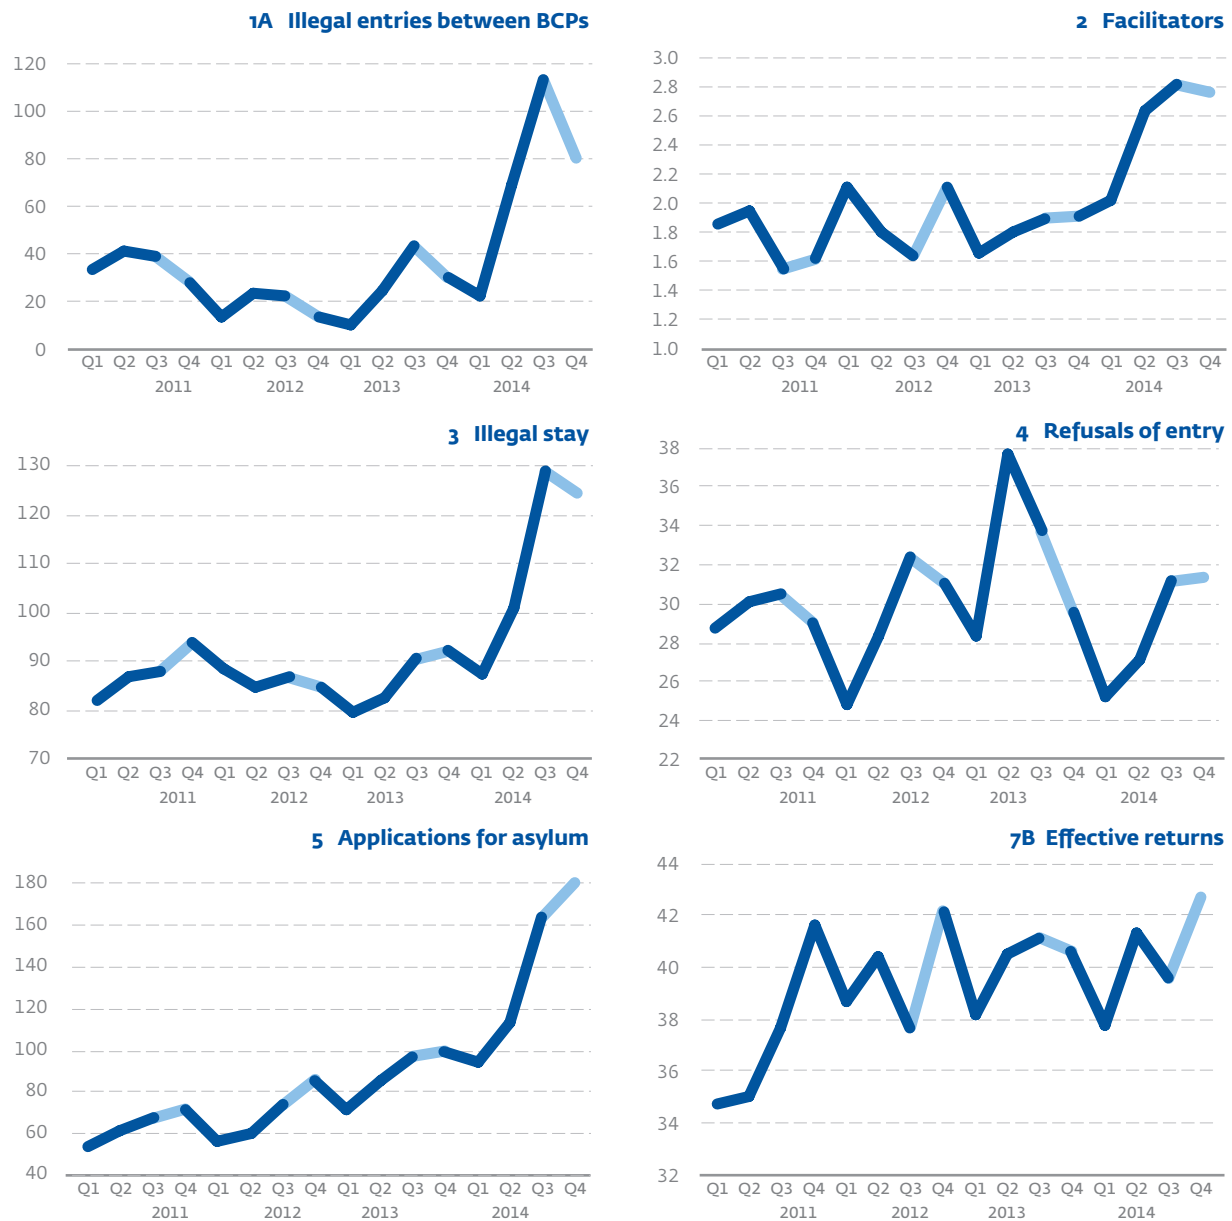 1A Illegal entries between BCPs
120
100
80
60
40
20
0
Q1 Q2 Q3 Q4 Q1 Q2 Q3 Q4 Q1 Q2 Q3 Q4 Q1 Q2 Q3 Q4
2011 2012 2013 2014
2 Facilitators
3.0
2.8
2.6
2.4
2.2
2.0
1.8
1.6
1.4
1.2
1.0
Q1 Q2 Q3 Q4 Q1 Q2 Q3 Q4 Q1 Q2 Q3 Q4 Q1 Q2 Q3 Q4
2011 2012 2013 2014
3 Illegal stay
130
120
110
100
90
80
70
Q1 Q2 Q3 Q4 Q1 Q2 Q3 Q4 Q1 Q2 Q3 Q4 Q1 Q2 Q3 Q4
2011 2012 2013 2014
4 Refusals of entry
38
36
34
32
30
28
26
24
22
Q1 Q2 Q3 Q4 Q1 Q2 Q3 Q4 Q1 Q2 Q3 Q4 Q1 Q2 Q3 Q4
2011 2012 2013 2014
5 Applications for asylum
180
160
140
120
100
80
60
40
Q1 Q2 Q3 Q4 Q1 Q2 Q3 Q4 Q1 Q2 Q3 Q4 Q1 Q2 Q3 Q4
2011 2012 2013 2014
7B Effective returns
44
42
40
38
36
34
32
Q1 Q2 Q3 Q4 Q1 Q2 Q3 Q4 Q1 Q2 Q3 Q4 Q1 Q2 Q3 Q4
2011 2012 2013 2014